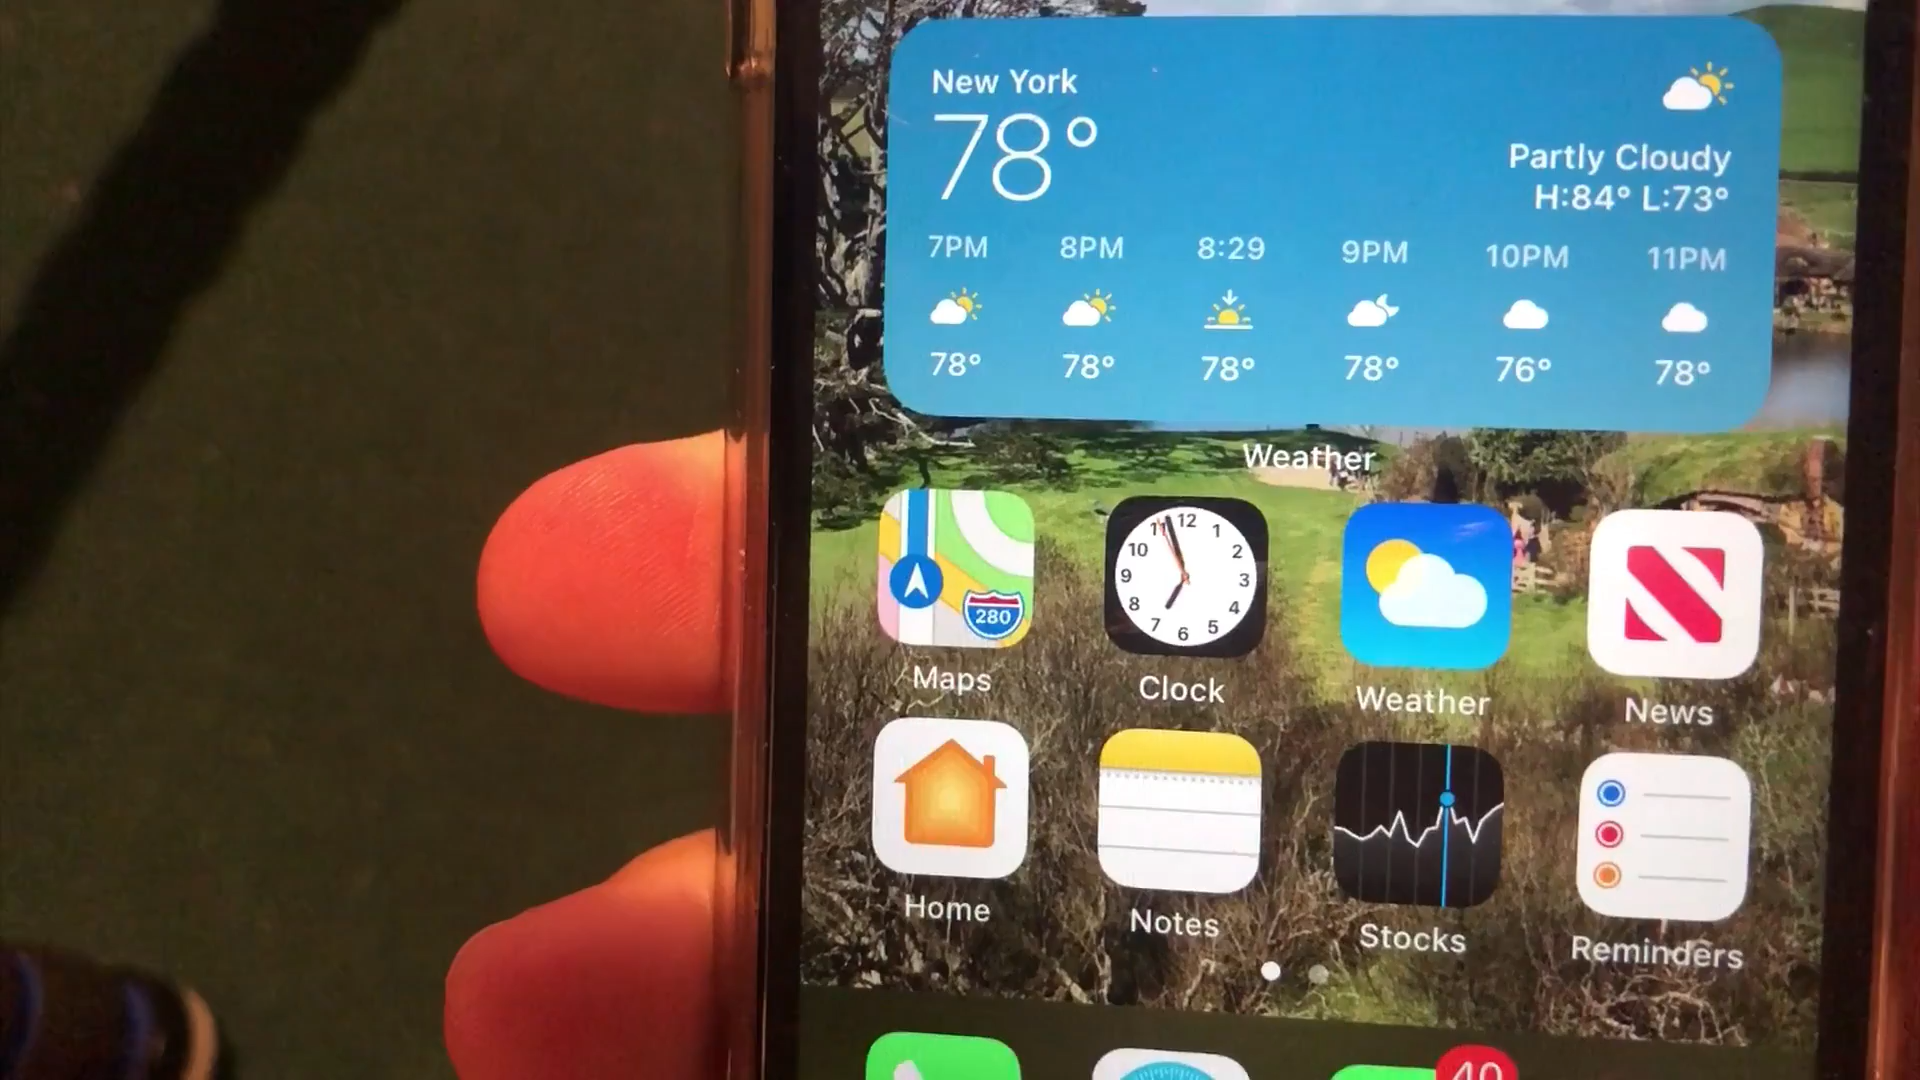 New York
78°
Partly Cloudy
H:84° L:73°
7PM 8PM 8:29 9PM 10PM 11PM
78° 78° 78° 78° 76° 78°
Weather
280
11 12 1
10 2
9 3
8 4
7 6 5
Maps Clock Weather News
Home Notes Stocks Reminders
40